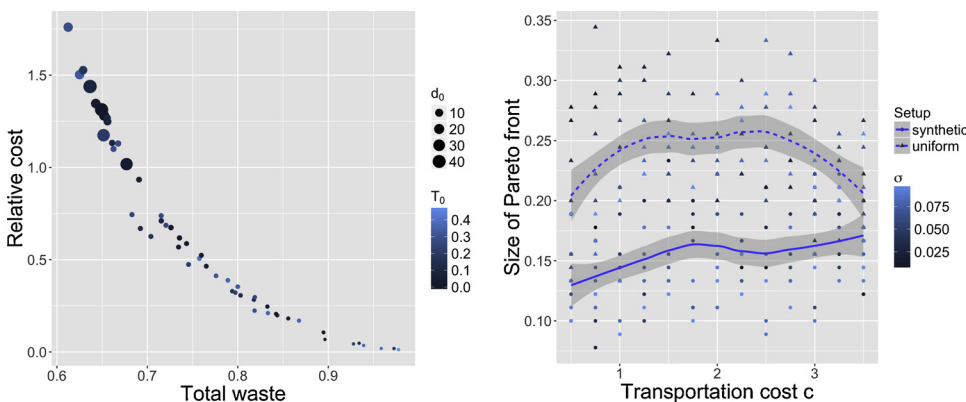 Relative cost
1.5
1.0
0.5
0.0
0.6
0.7
0.8
0.9
Total waste
d0
10
20
30
40
T0
0.4
0.3
0.2
0.1
0.0
Size of Pareto front
0.35
0.30
0.25
0.20
0.15
0.10
1
2
3
Transportation cost c
Setup
synthetic
uniform
σ
0.075
0.050
0.025